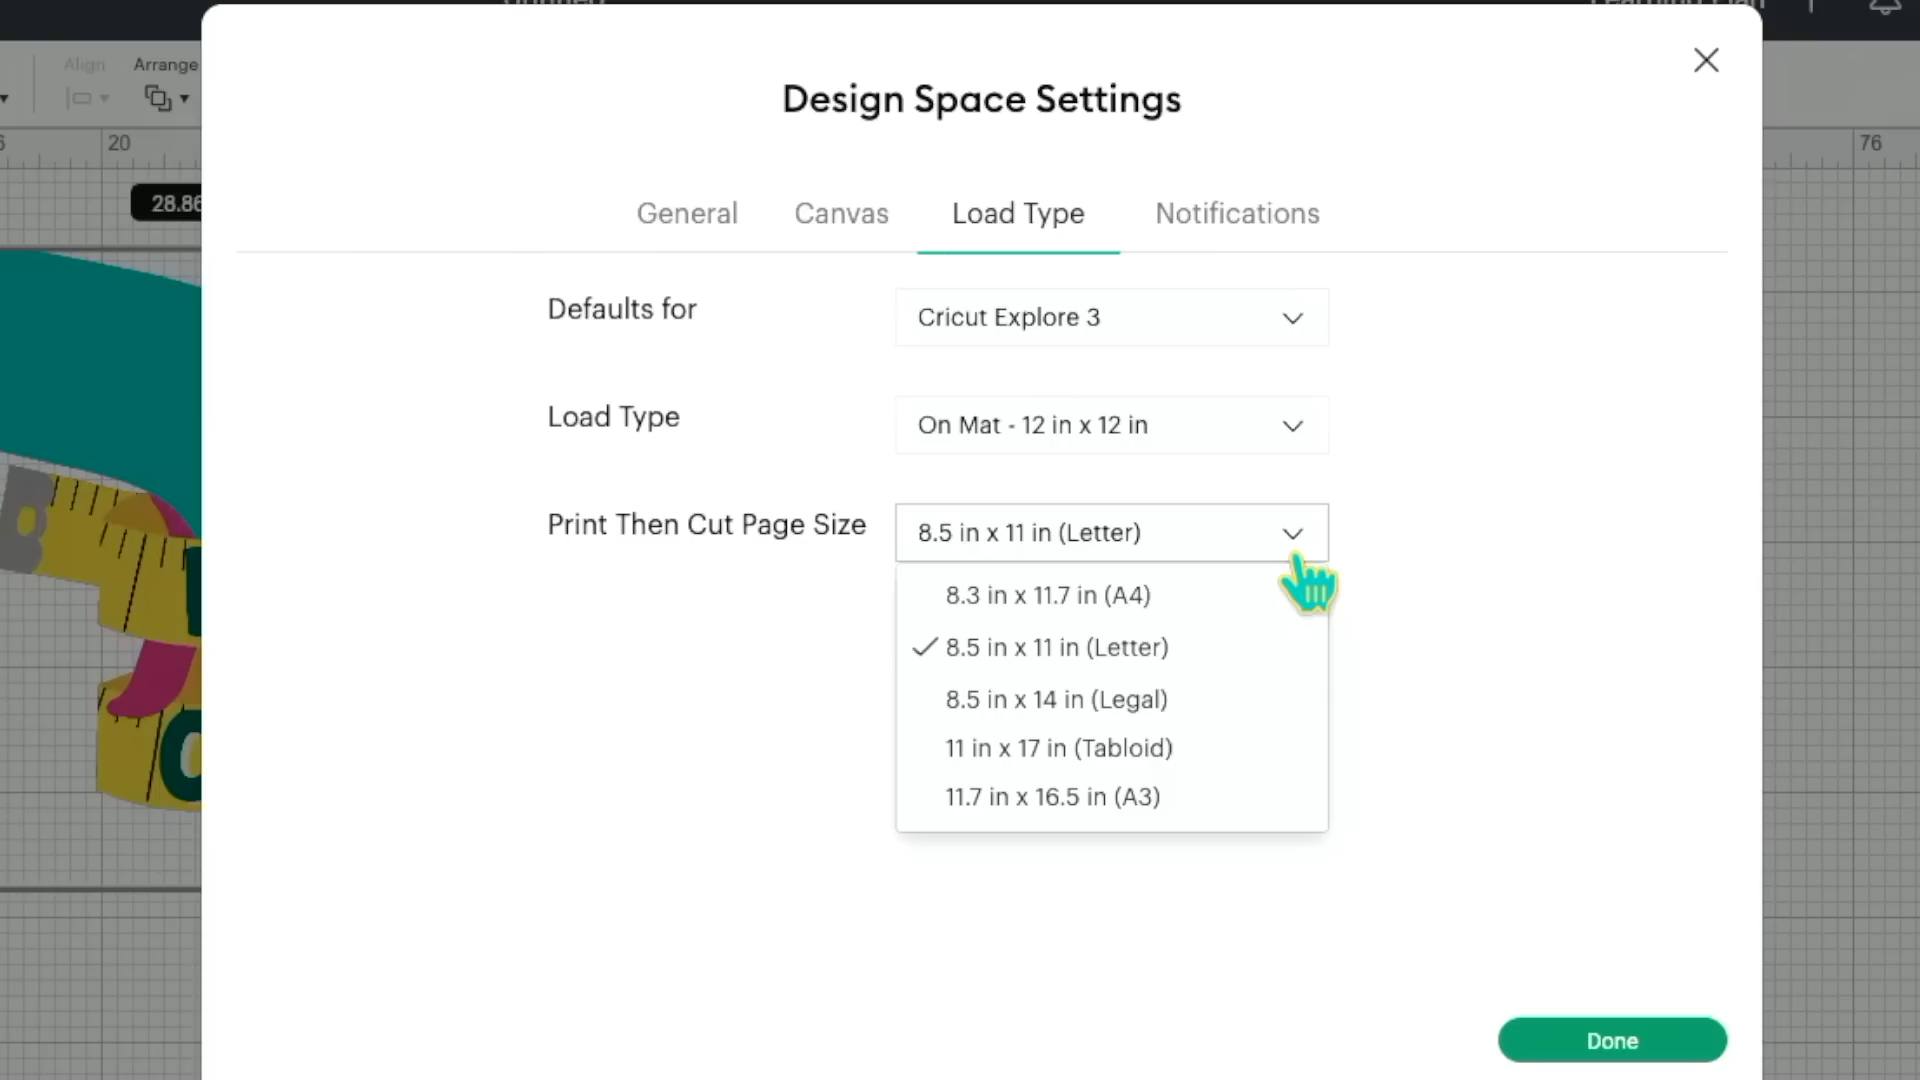 Align
Arrange
20
76
28.86
Design Space Settings
General
Canvas
Load Type
Notifications
Defaults for
Cricut Explore 3
Load Type
On Mat - 12 in x 12 in
Print Then Cut Page Size
8.5 in x 11 in (Letter)
8.3 in x 11.7 in (A4)
8.5 in x 11 in (Letter)
8.5 in x 14 in (Legal)
11 in x 17 in (Tabloid)
11.7 in x 16.5 in (A3)
Done